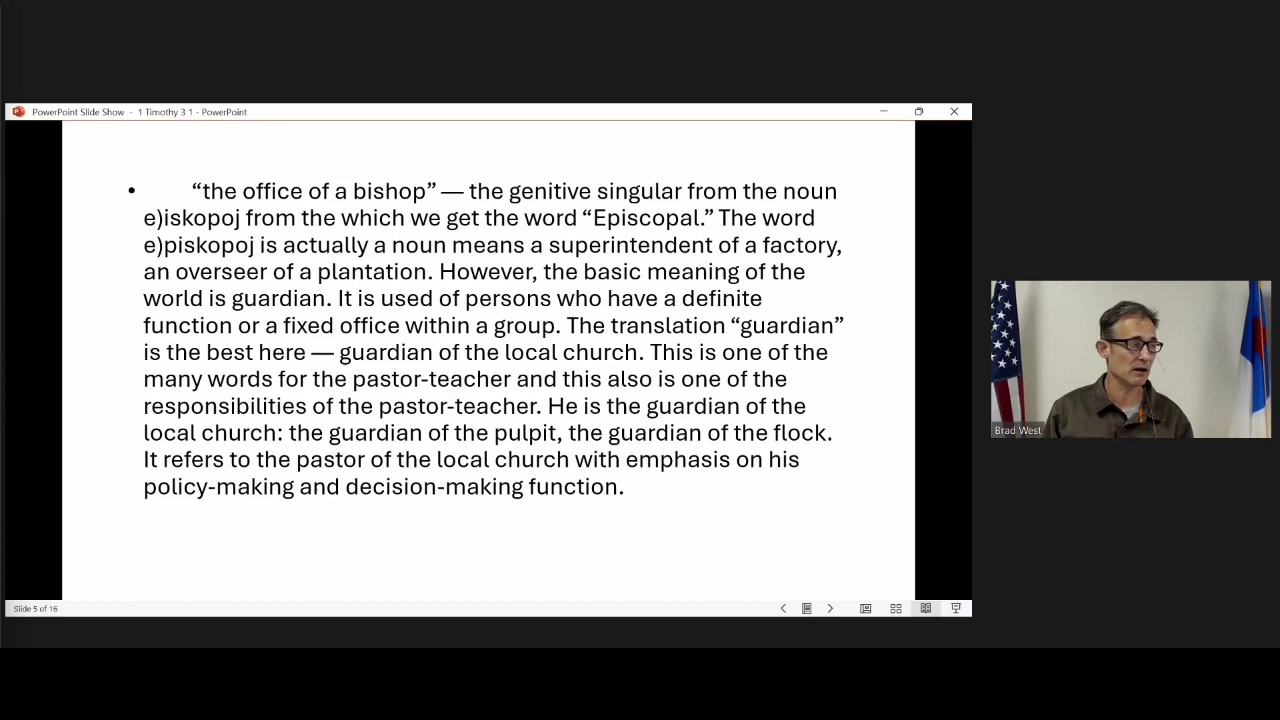 PowerPoint Slide Show - 1 Timothy 3 1 - PowerPoint
• “the office of a bishop” — the genitive singular from the noun
e)iskopoj from the which we get the word “Episcopal.” The word
e)piskopoj is actually a noun means a superintendent of a factory,
an overseer of a plantation. However, the basic meaning of the
world is guardian. It is used of persons who have a definite
function or a fixed office within a group. The translation “guardian”
is the best here — guardian of the local church. This is one of the
many words for the pastor-teacher and this also is one of the
responsibilities of the pastor-teacher. He is the guardian of the
local church: the guardian of the pulpit, the guardian of the flock.
It refers to the pastor of the local church with emphasis on his
policy-making and decision-making function.
Brad West
Slide 5 of 16